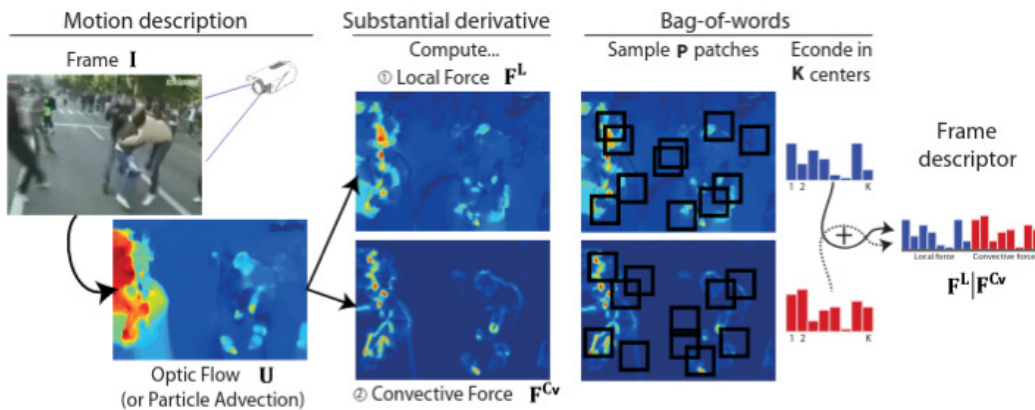 Motion description
Frame I
Optic Flow U
(or Particle Advection)
Substantial derivative
Compute...
① Local Force F^L
② Convective Force F^Cv
Bag-of-words
Sample P patches
Econde in
K centers
1 2 K
1 2 K
Frame
descriptor
Local force Convective force
F^L|F^Cv